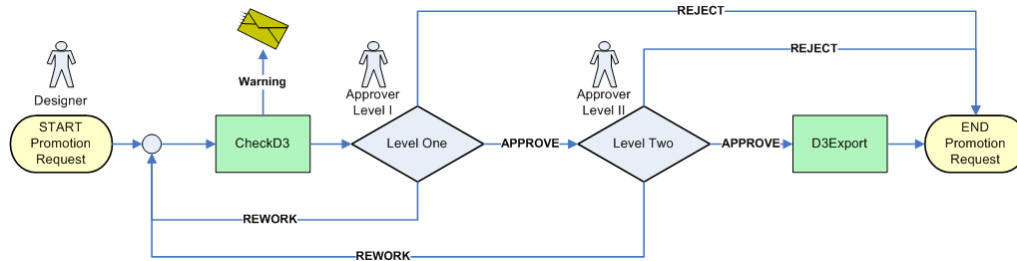 REJECT
REJECT
Warning
Designer
Approver
Level I
Approver
Level II
START
Promotion
Request
CheckD3
Level One
APPROVE
Level Two
APPROVE
D3Export
END
Promotion
Request
REWORK
REWORK